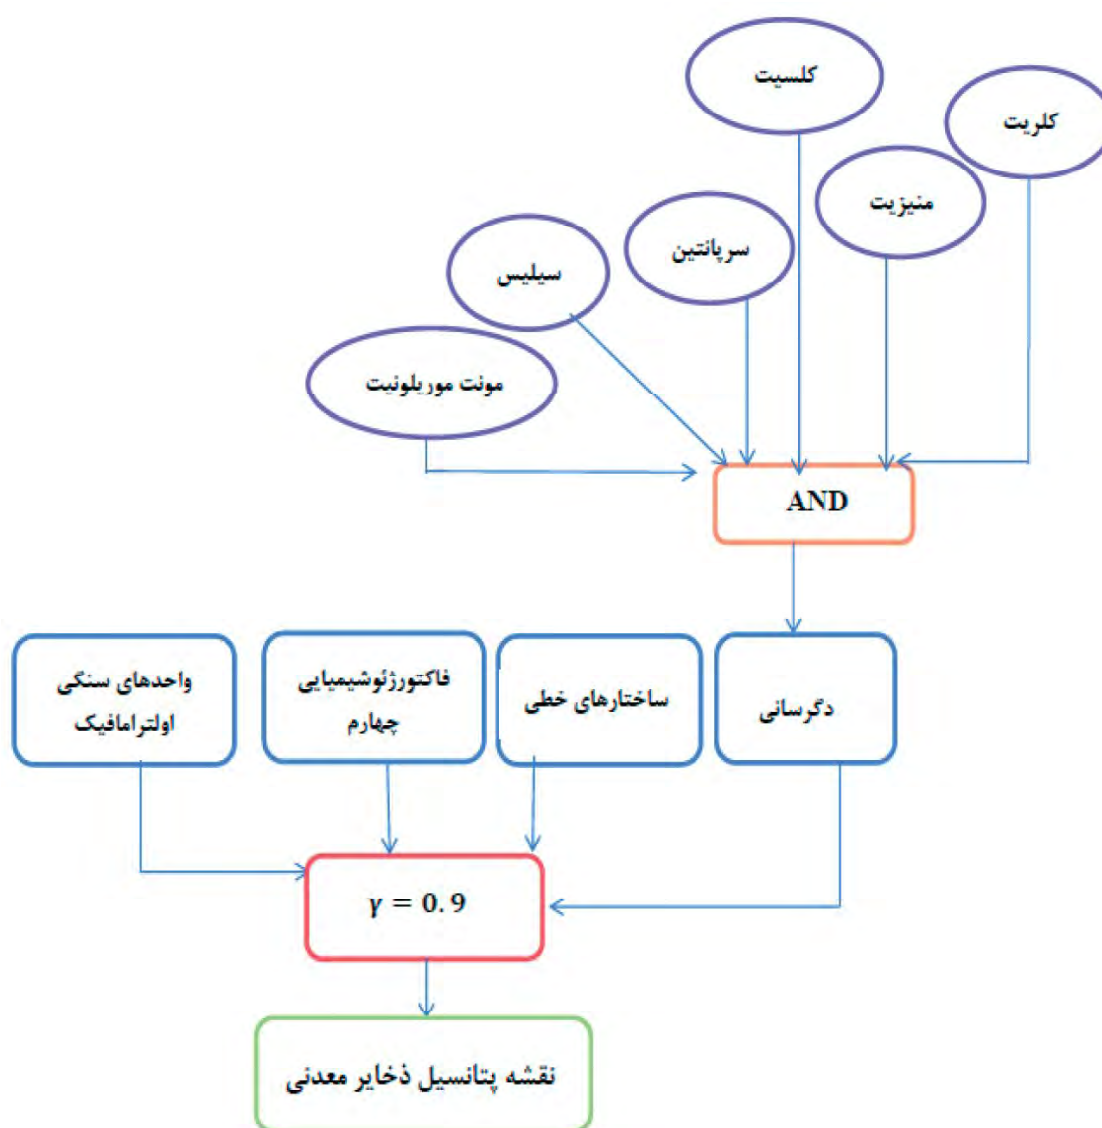 کلسیت
کلریت
منیزیت
سرپانتین
سیلیس
مونت موریلونیت
AND
دگرسانی
ساختارهای خطی
فاکتورژئوشیمیایی
چهارم
واحدهای سنگی
اولترامافیک
γ = 0.9
نقشه پتانسیل ذخایر معدنی